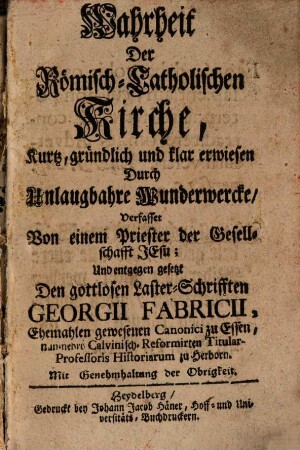 Wahrheit
Der
Römisch-Catholischen
Kirche,
Kurtz, gründlich und klar erwiesen
Durch
Unlaugbahre Wunderwercke/
Verfasset
Von einem Priester der Gesell-
schafft JEsu;
Und entgegen gesetzt
Den gottlosen Laster-Schrifften
GEORGII FABRICII,
Ehemahlen gewesenen Canonici zu Essen,
nunmehro Calvinisch-Reformirten Titular-
Professoris Historiarum zu Herborn.
Mit Genehmhaltung der Obrigkeit.
Heydelberg/
Gedruckt bey Johann Jacob Häner, Hoff- und Uni-
versitäts-Buchdruckern.